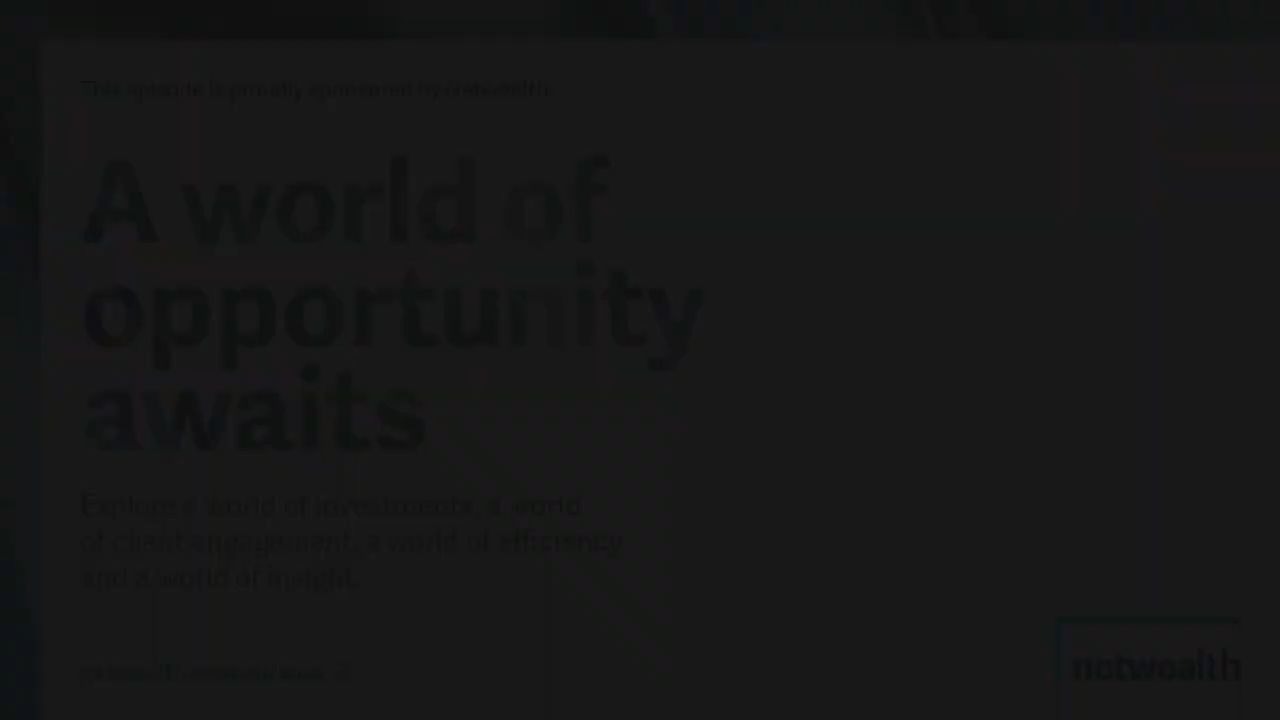 This episode is proudly sponsored by Netwealth
A world of
opportunity
awaits
Explore a world of investments, a world
of client engagement, a world of efficiency
and a world of insight.
netwealth